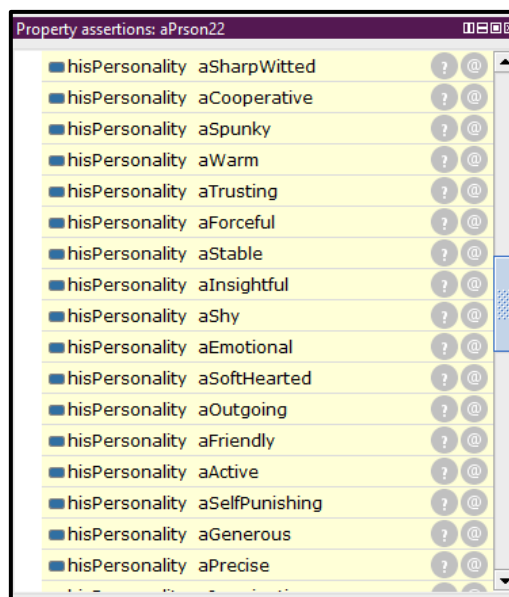 Property assertions: aPrson22
hisPersonality aSharpWitted
hisPersonality aCooperative
hisPersonality aSpunky
hisPersonality aWarm
hisPersonality aTrusting
hisPersonality aForceful
hisPersonality aStable
hisPersonality aInsightful
hisPersonality aShy
hisPersonality aEmotional
hisPersonality aSoftHearted
hisPersonality aOutgoing
hisPersonality aFriendly
hisPersonality aActive
hisPersonality aSelfPunishing
hisPersonality aGenerous
hisPersonality aPrecise